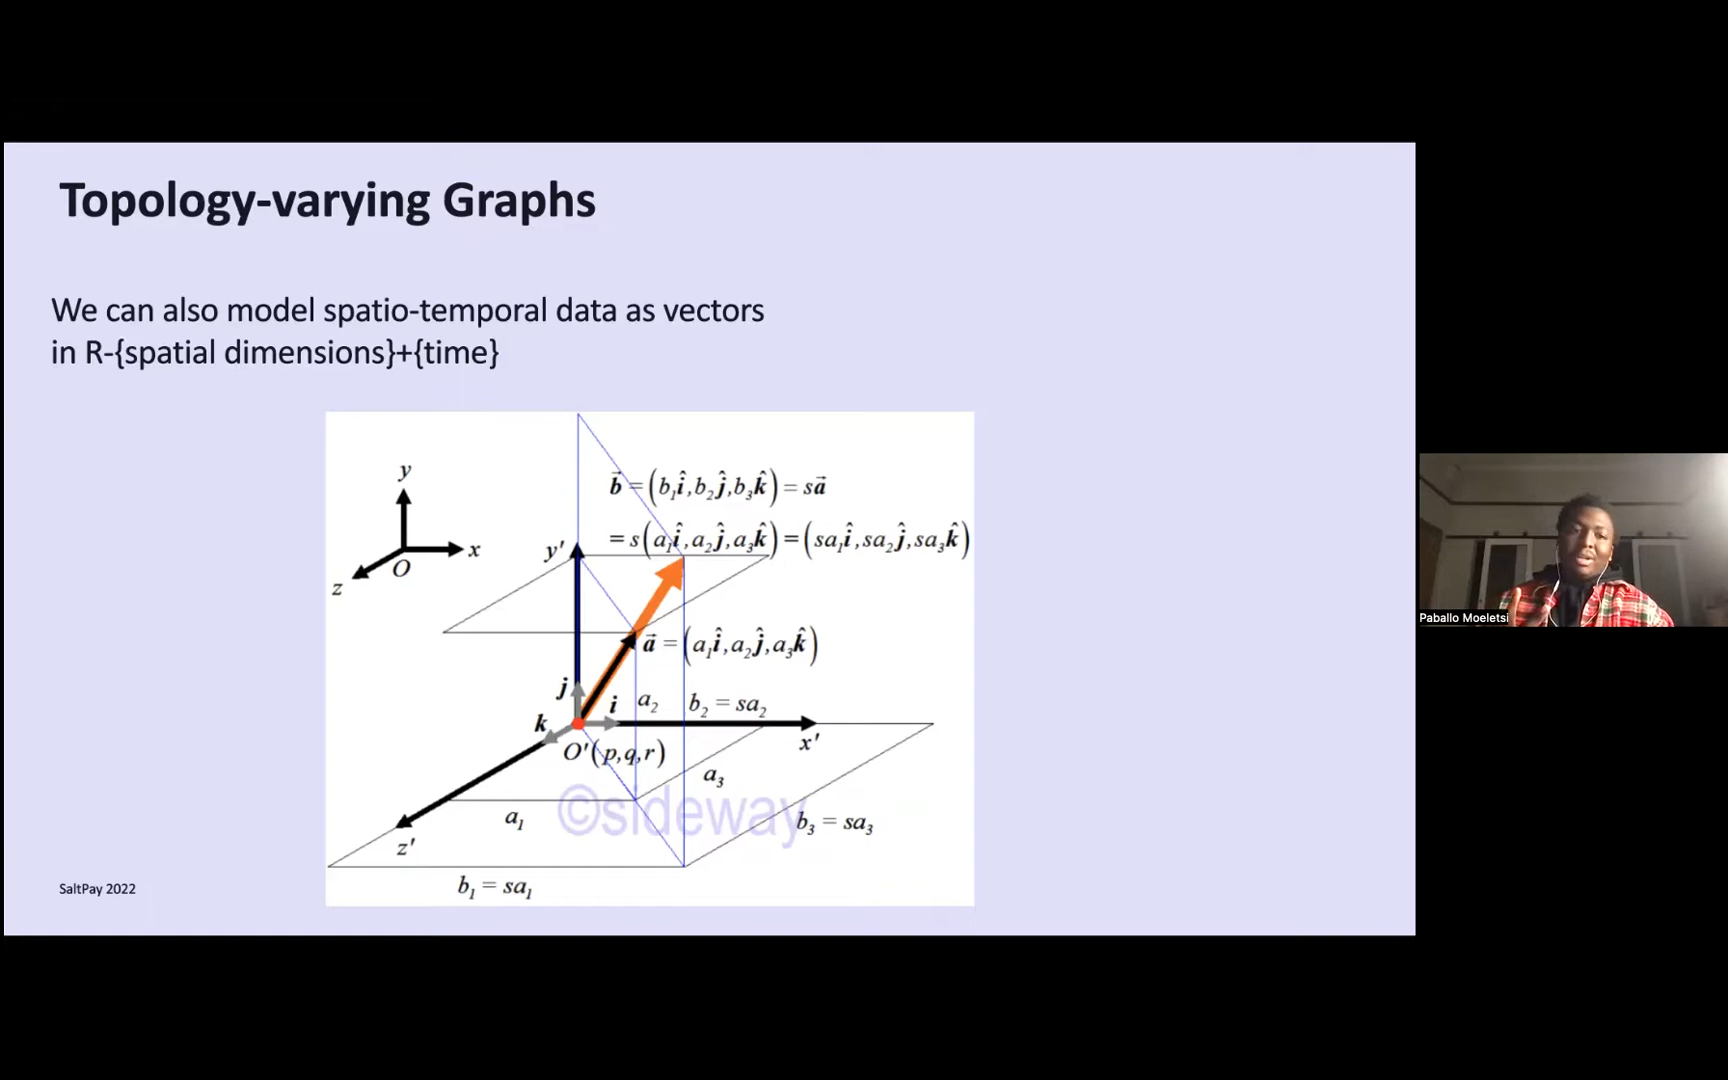 Topology-varying Graphs
We can also model spatio-temporal data as vectors
in R-{spatial dimensions}+{time}
y
x
O
z
b⃗ = (b₁î,b₂ĵ,b₃k̂) = sa⃗
= s(a₁î,a₂ĵ,a₃k̂) = (sa₁î,sa₂ĵ,sa₃k̂)
y'
a⃗ = (a₁î,a₂ĵ,a₃k̂)
j
i
a₂
b₂ = sa₂
k
x'
O'(p,q,r)
a₃
©sideway
a₁
b₃ = sa₃
z'
b₁ = sa₁
SaltPay 2022
Paballo Moeletsi